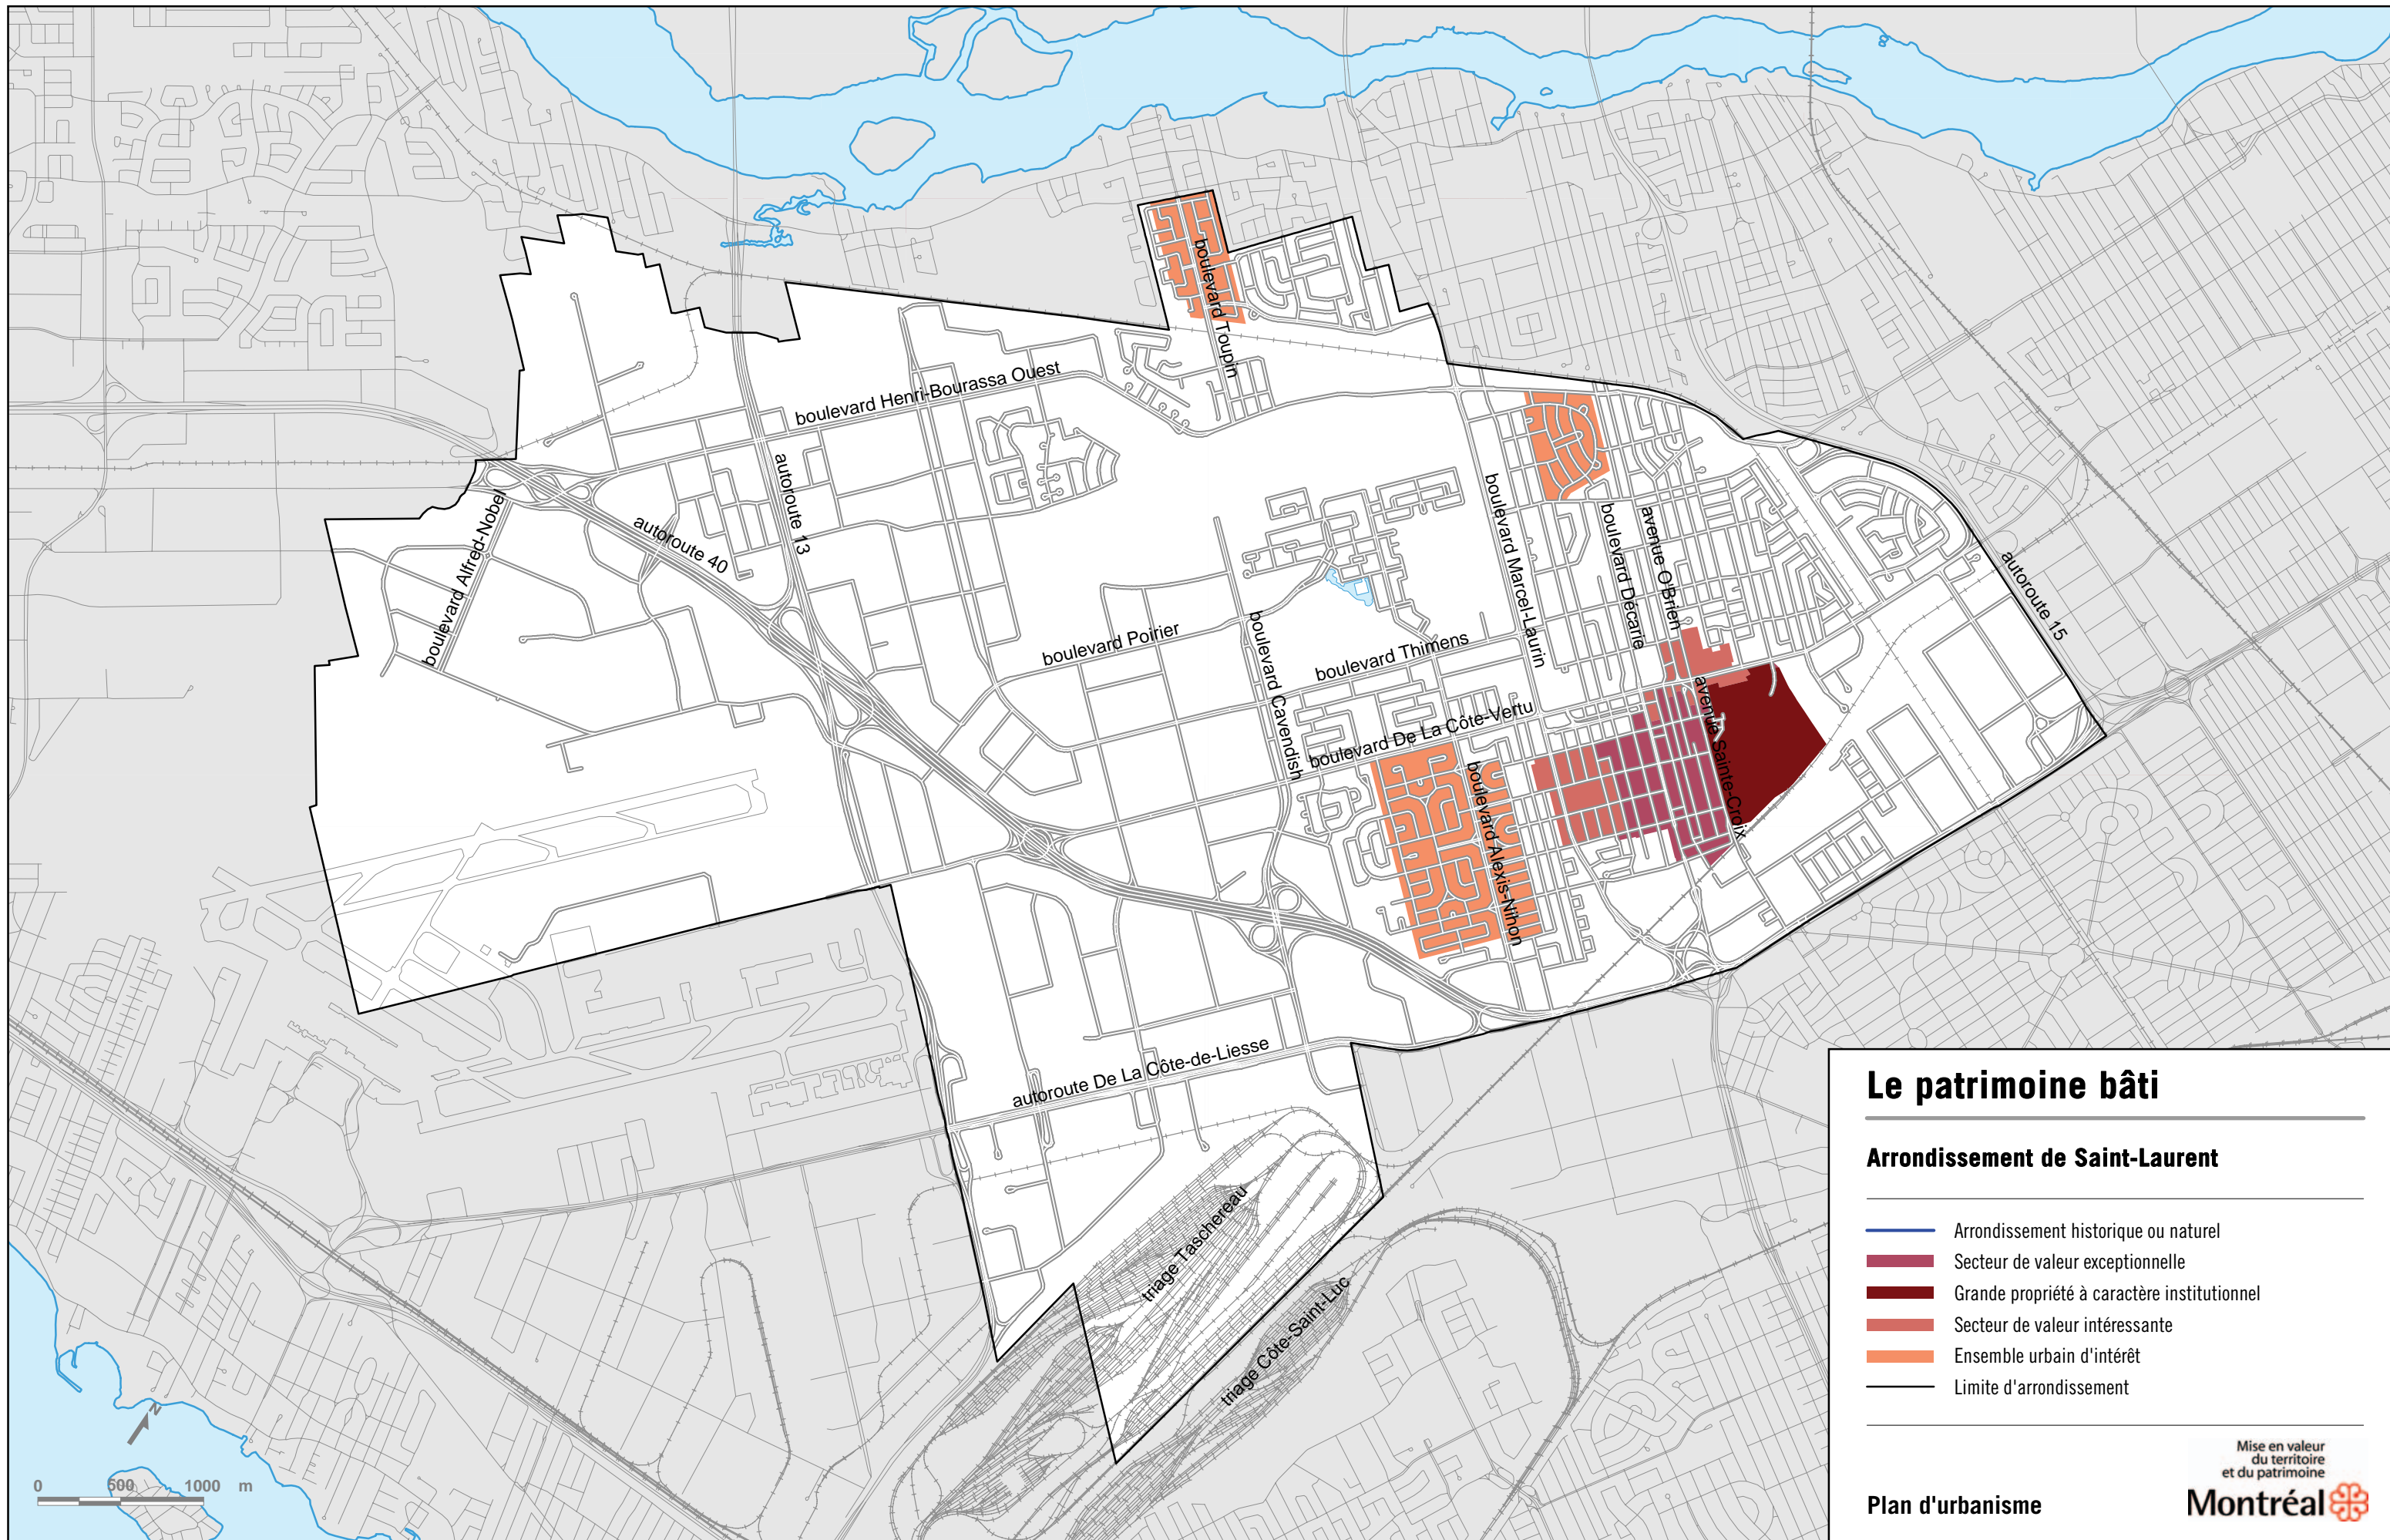 boulevard Toupin
boulevard Henri-Bourassa Ouest
autoroute 13
autoroute 40
boulevard Alfred-Nobel
boulevard Marcel-Laurin
boulevard Décarie
avenue O'Brien
autoroute 15
boulevard Poirier
boulevard Cavendish
boulevard Thimens
boulevard De La Côte-Vertu
avenue Sainte-Croix
boulevard Alexis-Nihon
autoroute De La Côte-de-Liesse
triage Taschereau
triage Côte-Saint-Luc
N
0 500 1000 m
Le patrimoine bâti
Arrondissement de Saint-Laurent
Arrondissement historique ou naturel
Secteur de valeur exceptionnelle
Grande propriété à caractère institutionnel
Secteur de valeur intéressante
Ensemble urbain d'intérêt
Limite d'arrondissement
Mise en valeur
du territoire
et du patrimoine
Plan d'urbanisme
Montréal